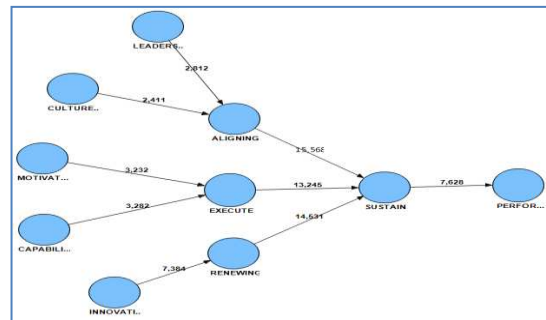 LEADERS..
2,812
CULTURE..
2,411
ALIGNING
15,568
MOTIVAT...
3,232
13,245
7,628
EXECUTE
SUSTAIN
PERFOR...
3,282
14,531
CAPABILI...
RENEWING
7,384
INNOVATI..